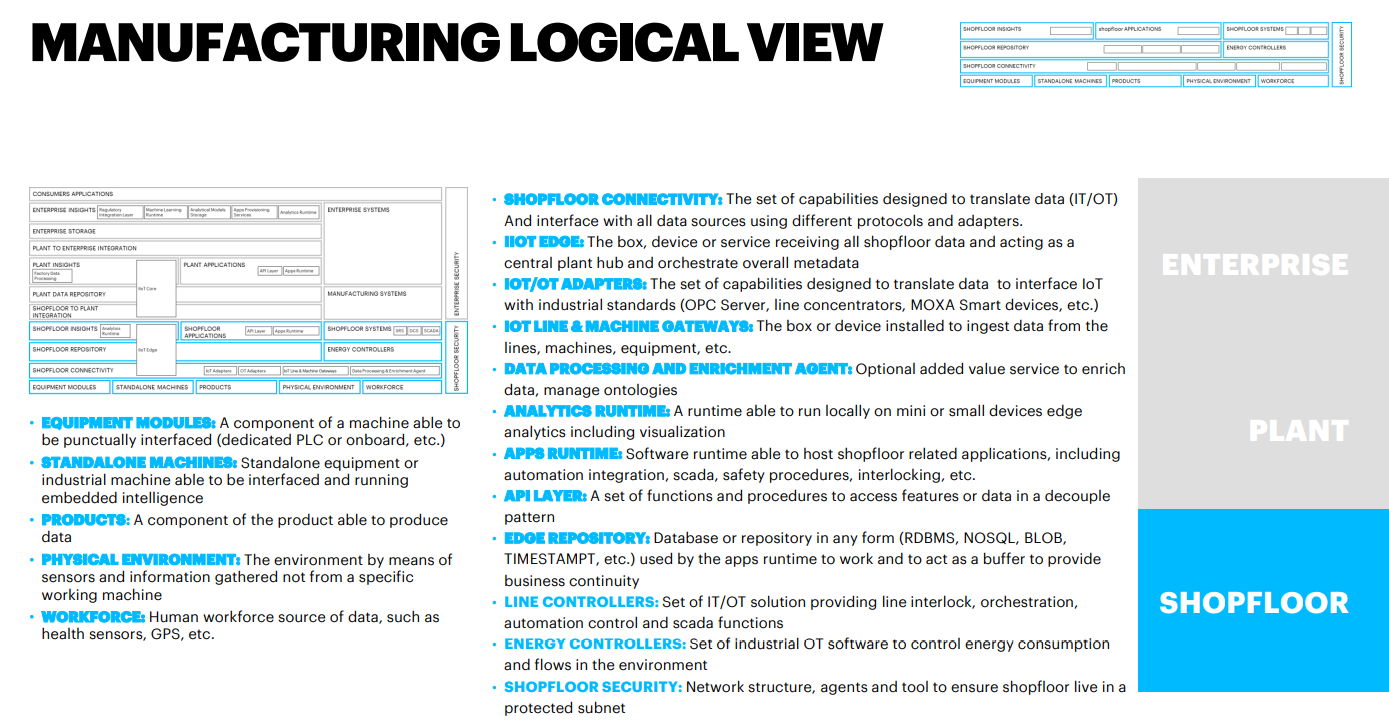 MANUFACTURING LOGICAL VIEW
SHOPFLOOR INSIGHTS
shopfloor APPLICATIONS
SHOPFLOOR SYSTEMS
SHOPFLOOR REPOSITORY
ENERGY CONTROLLERS
SHOPFLOOR CONNECTIVITY
EQUIPMENT MODULES
STANDALONE MACHINES
PRODUCTS
PHYSICAL ENVIRONMENT
WORKFORCE
SHOPFLOOR SECURITY
CONSUMERS APPLICATIONS
ENTERPRISE INSIGHTS
Regulatory
Integration Layer
Machine Learning
Runtime
Analytical Models
Storage
Apps Provisioning
Services
Analytics Runtime
ENTERPRISE SYSTEMS
ENTERPRISE STORAGE
PLANT TO ENTERPRISE INTEGRATION
PLANT INSIGHTS
Factory Data
Processing
IIoT Core
PLANT APPLICATIONS
API Layer
Apps Runtime
PLANT DATA REPOSITORY
MANUFACTURING SYSTEMS
SHOPFLOOR TO PLANT
INTEGRATION
ENTERPRISE SECURITY
SHOPFLOOR INSIGHTS
Analytics
Runtime
IIoT Edge
SHOPFLOOR
APPLICATIONS
API Layer
Apps Runtime
SHOPFLOOR SYSTEMS
DCS
SCADA
SHOPFLOOR REPOSITORY
ENERGY CONTROLLERS
SHOPFLOOR CONNECTIVITY
IoT Adapters
OT Adapters
IoT Line & Machine Gateways
Data Processing & Enrichment Agent
EQUIPMENT MODULES
STANDALONE MACHINES
PRODUCTS
PHYSICAL ENVIRONMENT
WORKFORCE
SHOPFLOOR SECURITY
• EQUIPMENT MODULES: A component of a machine able to
be punctually interfaced (dedicated PLC or onboard, etc.)
• STANDALONE MACHINES: Standalone equipment or
industrial machine able to be interfaced and running
embedded intelligence
• PRODUCTS: A component of the product able to produce
data
• PHYSICAL ENVIRONMENT: The environment by means of
sensors and information gathered not from a specific
working machine
• WORKFORCE: Human workforce source of data, such as
health sensors, GPS, etc.
• SHOPFLOOR CONNECTIVITY: The set of capabilities designed to translate data (IT/OT)
And interface with all data sources using different protocols and adapters.
• IIOT EDGE: The box, device or service receiving all shopfloor data and acting as a
central plant hub and orchestrate overall metadata
• IOT/OT ADAPTERS: The set of capabilities designed to translate data to interface IoT
with industrial standards (OPC Server, line concentrators, MOXA Smart devices, etc.)
• IOT LINE & MACHINE GATEWAYS: The box or device installed to ingest data from the
lines, machines, equipment, etc.
• DATA PROCESSING AND ENRICHMENT AGENT: Optional added value service to enrich
data, manage ontologies
• ANALYTICS RUNTIME: A runtime able to run locally on mini or small devices edge
analytics including visualization
• APPS RUNTIME: Software runtime able to host shopfloor related applications, including
automation integration, scada, safety procedures, interlocking, etc.
• API LAYER: A set of functions and procedures to access features or data in a decouple
pattern
• EDGE REPOSITORY: Database or repository in any form (RDBMS, NOSQL, BLOB,
TIMESTAMPT, etc.) used by the apps runtime to work and to act as a buffer to provide
business continuity
• LINE CONTROLLERS: Set of IT/OT solution providing line interlock, orchestration,
automation control and scada functions
• ENERGY CONTROLLERS: Set of industrial OT software to control energy consumption
and flows in the environment
• SHOPFLOOR SECURITY: Network structure, agents and tool to ensure shopfloor live in a
protected subnet
ENTERPRISE
PLANT
SHOPFLOOR